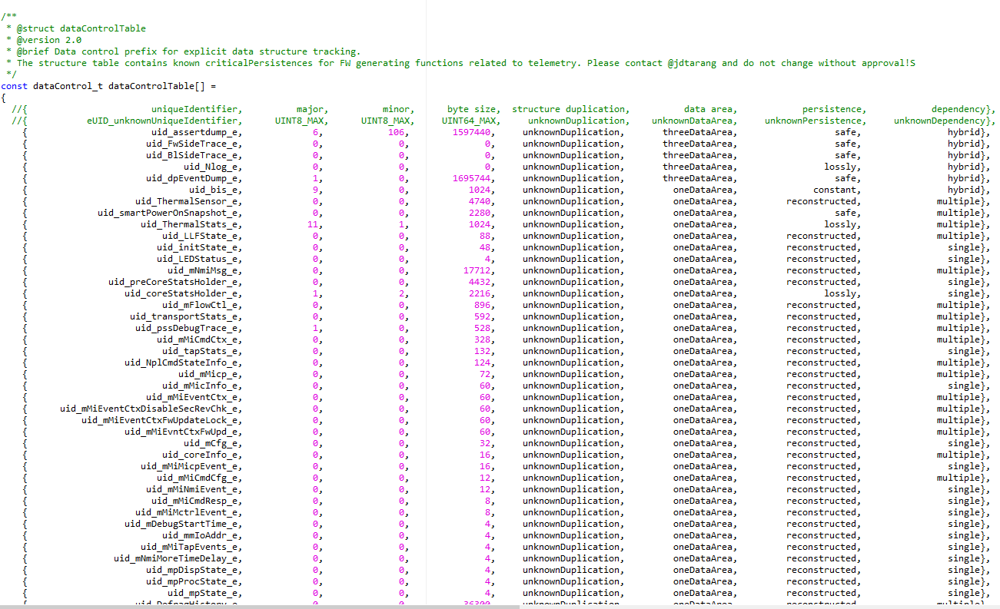 /**
 * @struct dataControlTable
 * @version 2.0
 * @brief Data control prefix for explicit data structure tracking.
 * The structure table contains known criticalPersistences for FW generating functions related to telemetry. Please contact @jdtarang and do not change without approval!S
 */
const dataControl_t dataControlTable[] =
{
//{ uniqueIdentifier, major, minor, byte size, structure duplication, data area, persistence, dependency},
//{ eUID_unknownUniqueIdentifier, UINT8_MAX, UINT8_MAX, UINT64_MAX, unknownDuplication, unknownDataArea, unknownPersistence, unknownDependency},
{ uid_assertdump_e, 6, 106, 1597440, unknownDuplication, threeDataArea, safe, hybrid},
{ uid_FwSideTrace_e, 0, 0, 0, unknownDuplication, threeDataArea, safe, hybrid},
{ uid_BlSideTrace_e, 0, 0, 0, unknownDuplication, threeDataArea, safe, hybrid},
{ uid_Nlog_e, 0, 0, 0, unknownDuplication, threeDataArea, lossly, hybrid},
{ uid_dpEventDump_e, 1, 0, 1695744, unknownDuplication, threeDataArea, safe, hybrid},
{ uid_bis_e, 9, 0, 1024, unknownDuplication, oneDataArea, constant, hybrid},
{ uid_ThermalSensor_e, 0, 0, 4740, unknownDuplication, oneDataArea, reconstructed, multiple},
{ uid_smartPowerOnSnapshot_e, 0, 0, 2280, unknownDuplication, oneDataArea, safe, multiple},
{ uid_ThermalStats_e, 11, 1, 1024, unknownDuplication, oneDataArea, lossly, multiple},
{ uid_LLFState_e, 0, 0, 88, unknownDuplication, oneDataArea, reconstructed, multiple},
{ uid_initState_e, 0, 0, 48, unknownDuplication, oneDataArea, reconstructed, single},
{ uid_LEDStatus_e, 0, 0, 4, unknownDuplication, oneDataArea, reconstructed, single},
{ uid_mNmiMsg_e, 0, 0, 17712, unknownDuplication, oneDataArea, reconstructed, multiple},
{ uid_preCoreStatsHolder_e, 0, 0, 4432, unknownDuplication, oneDataArea, reconstructed, single},
{ uid_coreStatsHolder_e, 1, 2, 2216, unknownDuplication, oneDataArea, lossly, single},
{ uid_mFlowCtl_e, 0, 0, 896, unknownDuplication, oneDataArea, reconstructed, multiple},
{ uid_transportStats_e, 0, 0, 592, unknownDuplication, oneDataArea, reconstructed, multiple},
{ uid_pssDebugTrace_e, 1, 0, 528, unknownDuplication, oneDataArea, reconstructed, multiple},
{ uid_mMiCmdCtx_e, 0, 0, 328, unknownDuplication, oneDataArea, reconstructed, multiple},
{ uid_tapStats_e, 0, 0, 132, unknownDuplication, oneDataArea, reconstructed, single},
{ uid_NplCmdStateInfo_e, 0, 0, 124, unknownDuplication, oneDataArea, reconstructed, multiple},
{ uid_mMicp_e, 0, 0, 72, unknownDuplication, oneDataArea, reconstructed, multiple},
{ uid_mMicInfo_e, 0, 0, 60, unknownDuplication, oneDataArea, reconstructed, single},
{ uid_mMiEventCtx_e, 0, 0, 60, unknownDuplication, oneDataArea, reconstructed, multiple},
{ uid_mMiEventCtxDisableSecRevChk_e, 0, 0, 60, unknownDuplication, oneDataArea, reconstructed, multiple},
{ uid_mMiEventCtxFwUpdateLock_e, 0, 0, 60, unknownDuplication, oneDataArea, reconstructed, multiple},
{ uid_mMiEvntCtxFwUpd_e, 0, 0, 60, unknownDuplication, oneDataArea, reconstructed, multiple},
{ uid_mCfg_e, 0, 0, 32, unknownDuplication, oneDataArea, reconstructed, single},
{ uid_coreInfo_e, 0, 0, 16, unknownDuplication, oneDataArea, reconstructed, multiple},
{ uid_mMiMicpEvent_e, 0, 0, 16, unknownDuplication, oneDataArea, reconstructed, single},
{ uid_mMiCmdCfg_e, 0, 0, 12, unknownDuplication, oneDataArea, reconstructed, multiple},
{ uid_mMiNmiEvent_e, 0, 0, 12, unknownDuplication, oneDataArea, reconstructed, single},
{ uid_mMiCmdResp_e, 0, 0, 8, unknownDuplication, oneDataArea, reconstructed, single},
{ uid_mMiMctrlEvent_e, 0, 0, 8, unknownDuplication, oneDataArea, reconstructed, single},
{ uid_mDebugStartTime_e, 0, 0, 4, unknownDuplication, oneDataArea, reconstructed, single},
{ uid_mmIoAddr_e, 0, 0, 4, unknownDuplication, oneDataArea, reconstructed, single},
{ uid_mMiTapEvents_e, 0, 0, 4, unknownDuplication, oneDataArea, reconstructed, single},
{ uid_mNmiMoreTimeDelay_e, 0, 0, 4, unknownDuplication, oneDataArea, reconstructed, single},
{ uid_mpDispState_e, 0, 0, 4, unknownDuplication, oneDataArea, reconstructed, single},
{ uid_mpProcState_e, 0, 0, 4, unknownDuplication, oneDataArea, reconstructed, single},
{ uid_mpState_e, 0, 0, 4, unknownDuplication, oneDataArea, reconstructed, single},